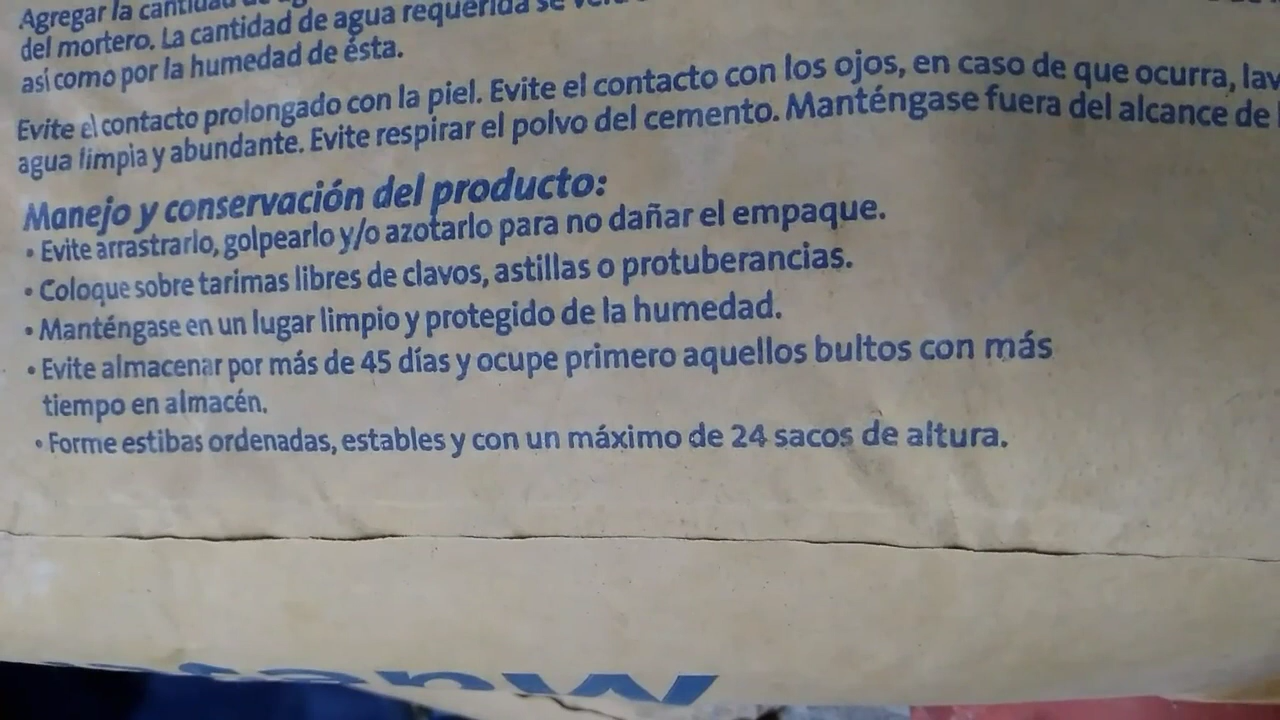 Agregar la cantidad de
del mortero. La cantidad de agua requerida se
así como por la humedad de ésta.
Evite el contacto prolongado con la piel. Evite el contacto con los ojos, en caso de que ocurra, lav
agua limpia y abundante. Evite respirar el polvo del cemento. Manténgase fuera del alcance de
Manejo y conservación del producto:
• Evite arrastrarlo, golpearlo y/o azotarlo para no dañar el empaque.
• Coloque sobre tarimas libres de clavos, astillas o protuberancias.
• Manténgase en un lugar limpio y protegido de la humedad.
• Evite almacenar por más de 45 días y ocupe primero aquellos bultos con más
tiempo en almacén.
• Forme estibas ordenadas, estables y con un máximo de 24 sacos de altura.